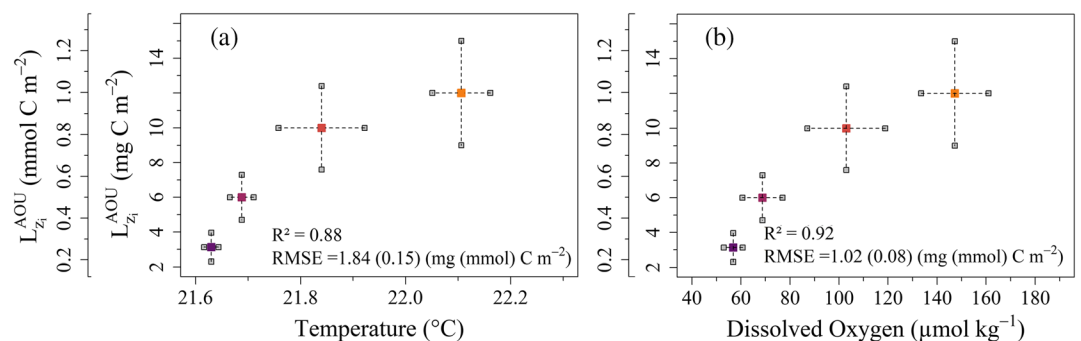 (a)
L_{z_i}^{AOU} (mmol C m⁻²)
0.2 0.4 0.6 0.8 1.0 1.2
L_{z_i}^{AOU} (mg C m⁻²)
2 4 6 8 10 14
R² = 0.88
RMSE =1.84 (0.15) (mg (mmol) C m⁻²)
21.6 21.8 22.0 22.2
Temperature (°C)
(b)
0.2 0.4 0.6 0.8 1.0 1.2
2 4 6 8 10 14
R² = 0.92
RMSE =1.02 (0.08) (mg (mmol) C m⁻²)
40 60 80 100 120 140 160 180
Dissolved Oxygen (µmol kg⁻¹)